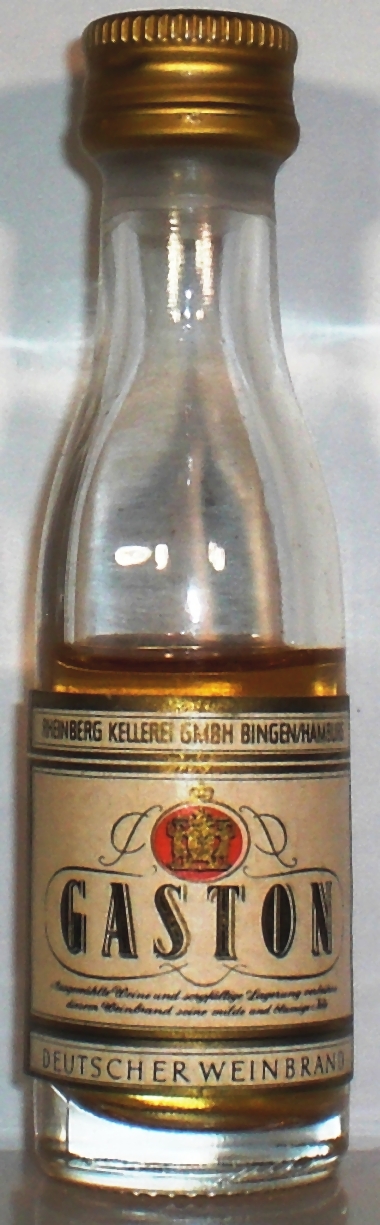 RHEINBERG KELLEREI GMBH BINGEN/HAMBURG
GASTON
Ausgewählte Weine und sorgfältige Lagerung verleihen
diesem Weinbrand seine milde und blumige
DEUTSCHER WEINBRAND